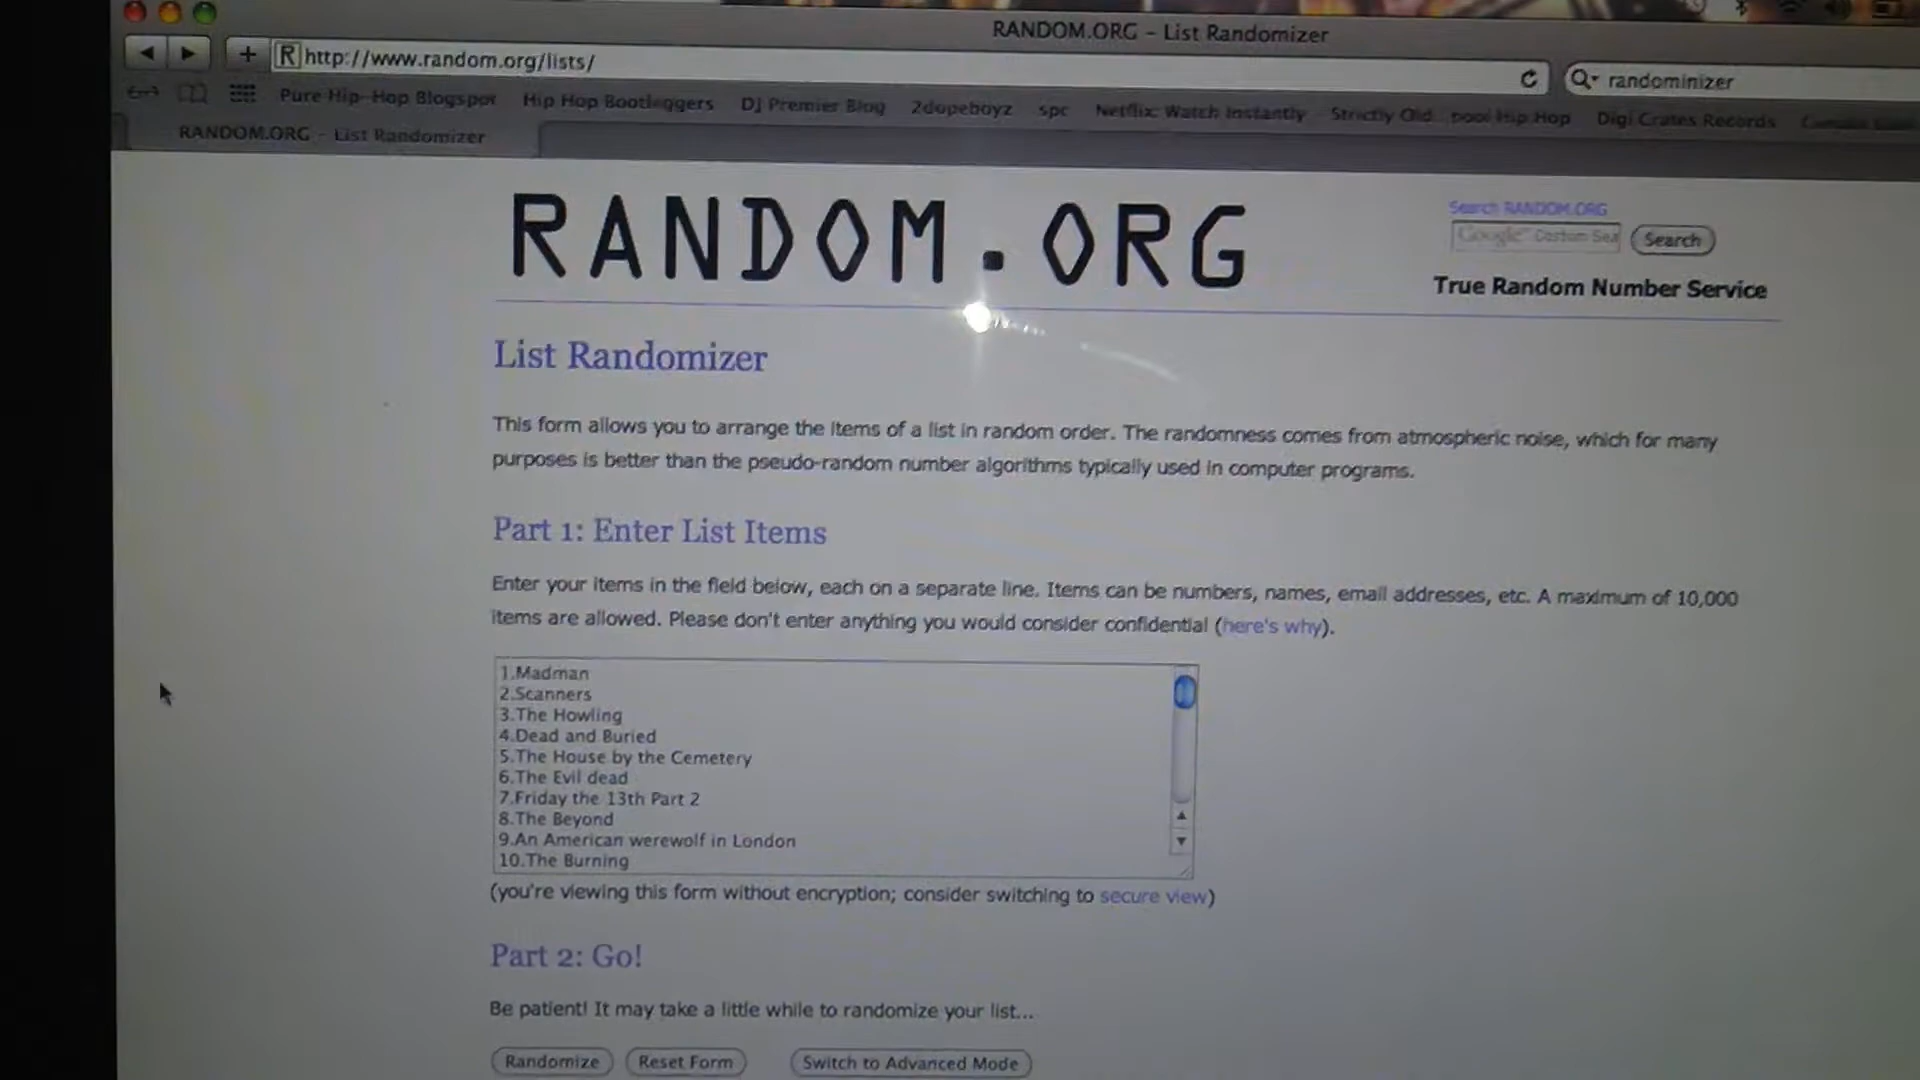 RANDOM.ORG - List Randomizer
http://www.random.org/lists/
randominizer
Pure Hip-Hop Blogspot Hip Hop Bootleggers DJ Premier Blog 2dopeboyz spc Netflix: Watch Instantly Strictly Old Hip Hop Digi Crates Records
RANDOM.ORG - List Randomizer
RANDOM.ORG
Search RANDOM.ORG
Google Custom Sea Search
True Random Number Service
List Randomizer
This form allows you to arrange the items of a list in random order. The randomness comes from atmospheric noise, which for many
purposes is better than the pseudo-random number algorithms typically used in computer programs.
Part 1: Enter List Items
Enter your items in the field below, each on a separate line. Items can be numbers, names, email addresses, etc. A maximum of 10,000
items are allowed. Please don't enter anything you would consider confidential (here's why).
1.Madman
2.Scanners
3.The Howling
4.Dead and Buried
5.The House by the Cemetery
6.The Evil dead
7.Friday the 13th Part 2
8.The Beyond
9.An American werewolf in London
10.The Burning
(you're viewing this form without encryption; consider switching to secure view)
Part 2: Go!
Be patient! It may take a little while to randomize your list...
Randomize Reset Form Switch to Advanced Mode